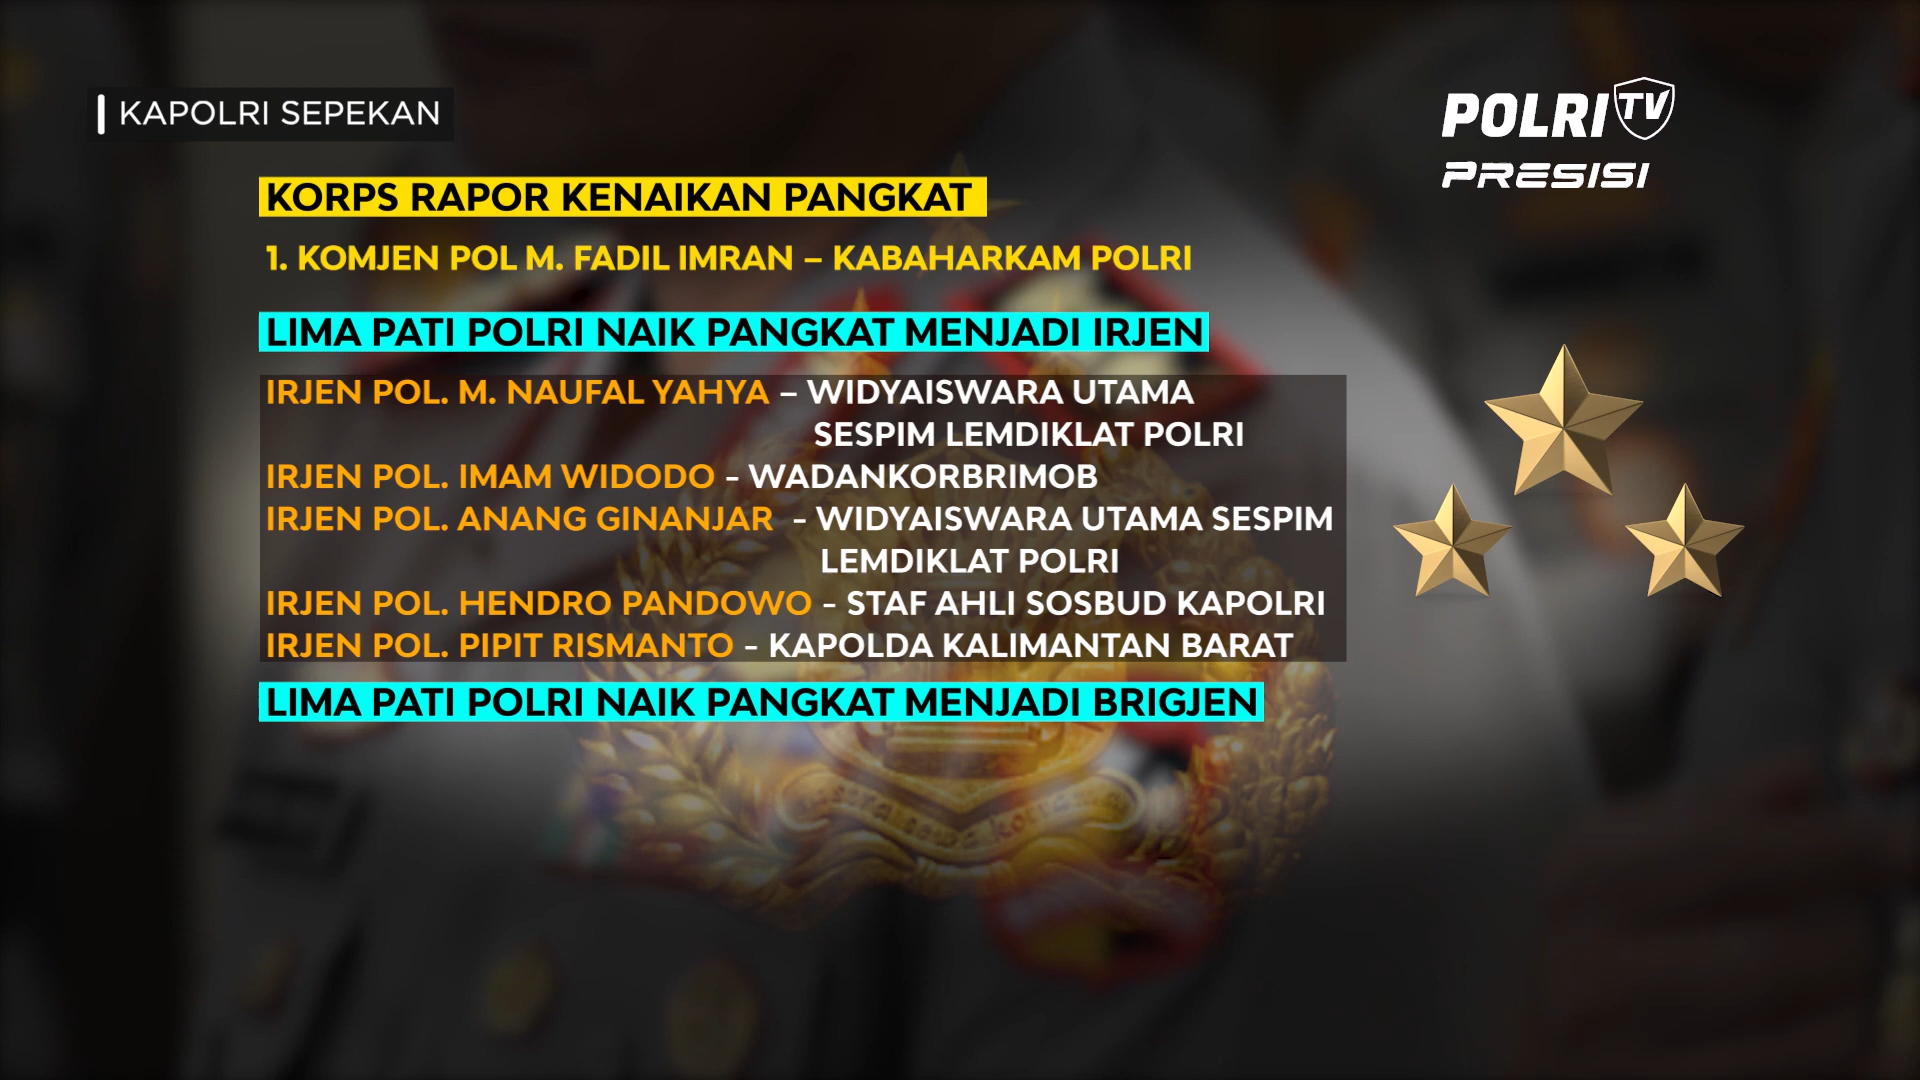 KAPOLRI SEPEKAN
POLRI TV
PRESISI
KORPS RAPOR KENAIKAN PANGKAT
1. KOMJEN POL M. FADIL IMRAN – KABAHARKAM POLRI
LIMA PATI POLRI NAIK PANGKAT MENJADI IRJEN
IRJEN POL. M. NAUFAL YAHYA – WIDYAISWARA UTAMA
SESPIM LEMDIKLAT POLRI
IRJEN POL. IMAM WIDODO - WADANKORBRIMOB
IRJEN POL. ANANG GINANJAR - WIDYAISWARA UTAMA SESPIM
LEMDIKLAT POLRI
IRJEN POL. HENDRO PANDOWO - STAF AHLI SOSBUD KAPOLRI
IRJEN POL. PIPIT RISMANTO - KAPOLDA KALIMANTAN BARAT
LIMA PATI POLRI NAIK PANGKAT MENJADI BRIGJEN